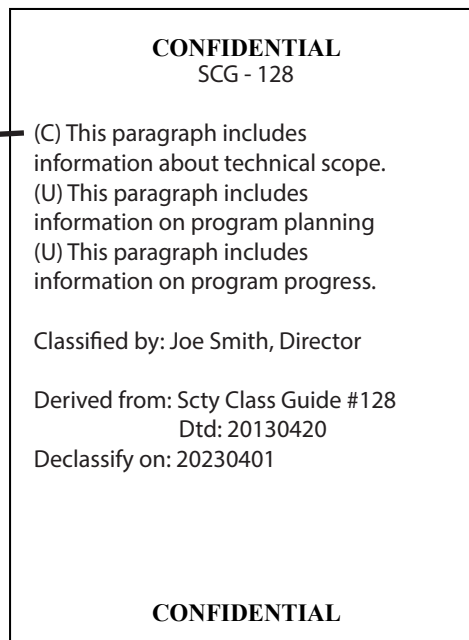 CONFIDENTIAL
SCG - 128
(C) This paragraph includes
information about technical scope.
(U) This paragraph includes
information on program planning
(U) This paragraph includes
information on program progress.
Classified by: Joe Smith, Director
Derived from: Scty Class Guide #128
Dtd: 20130420
Declassify on: 20230401
CONFIDENTIAL